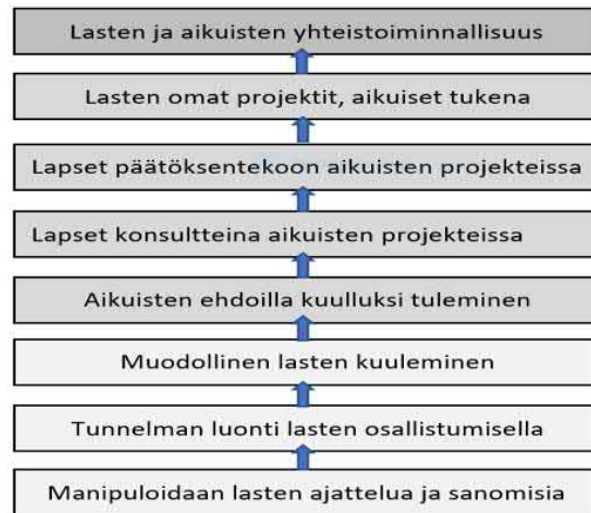 Lasten ja aikuisten yhteistoiminnallisuus
Lasten omat projektit, aikuiset tukena
Lapset päätöksentekoon aikuisten projekteissa
Lapset konsultteina aikuisten projekteissa
Aikuisten ehdoilla kuulluksi tuleminen
Muodollinen lasten kuuleminen
Tunnelman luonti lasten osallistumisella
Manipuloidaan lasten ajattelua ja sanomisia